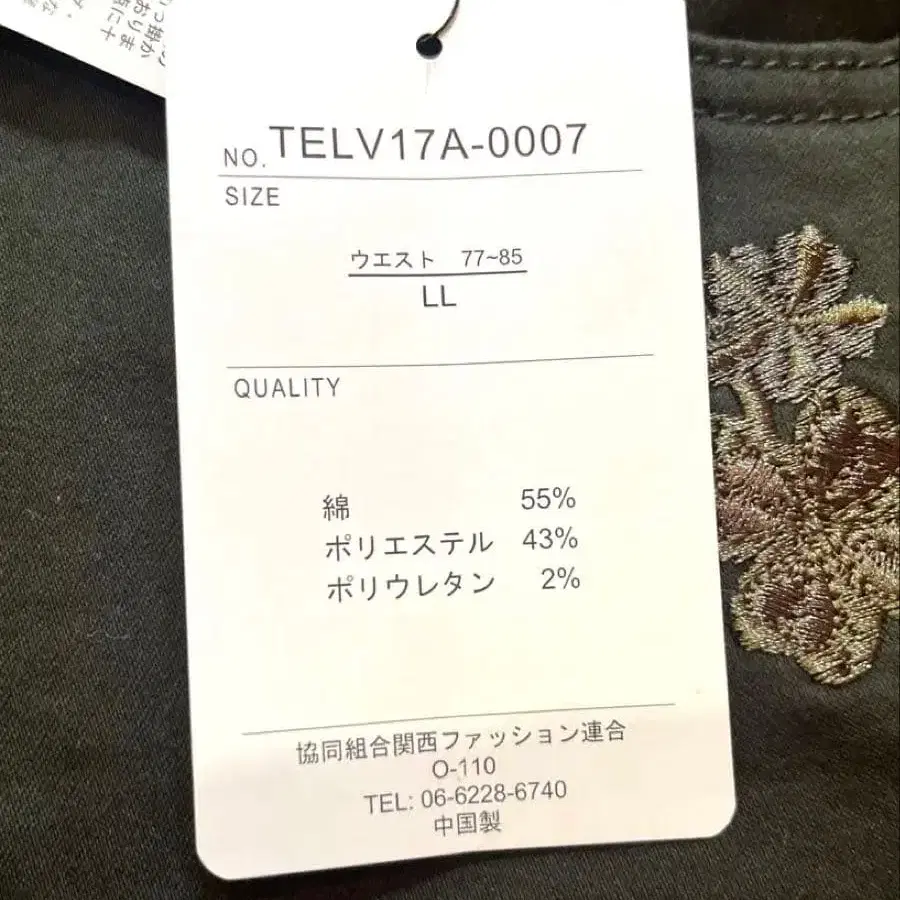 NO. TELV17A-0007
SIZE
ウエスト 77~85
LL
QUALITY
綿 55%
ポリエステル 43%
ポリウレタン 2%
協同組合関西ファッション連合
O-110
TEL: 06-6228-6740
中国製